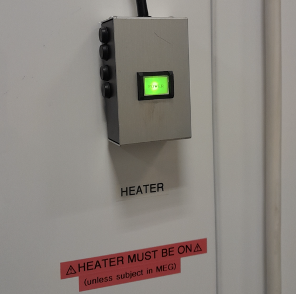 HEATER
⚠HEATER MUST BE ON⚠
(unless subject in MEG)